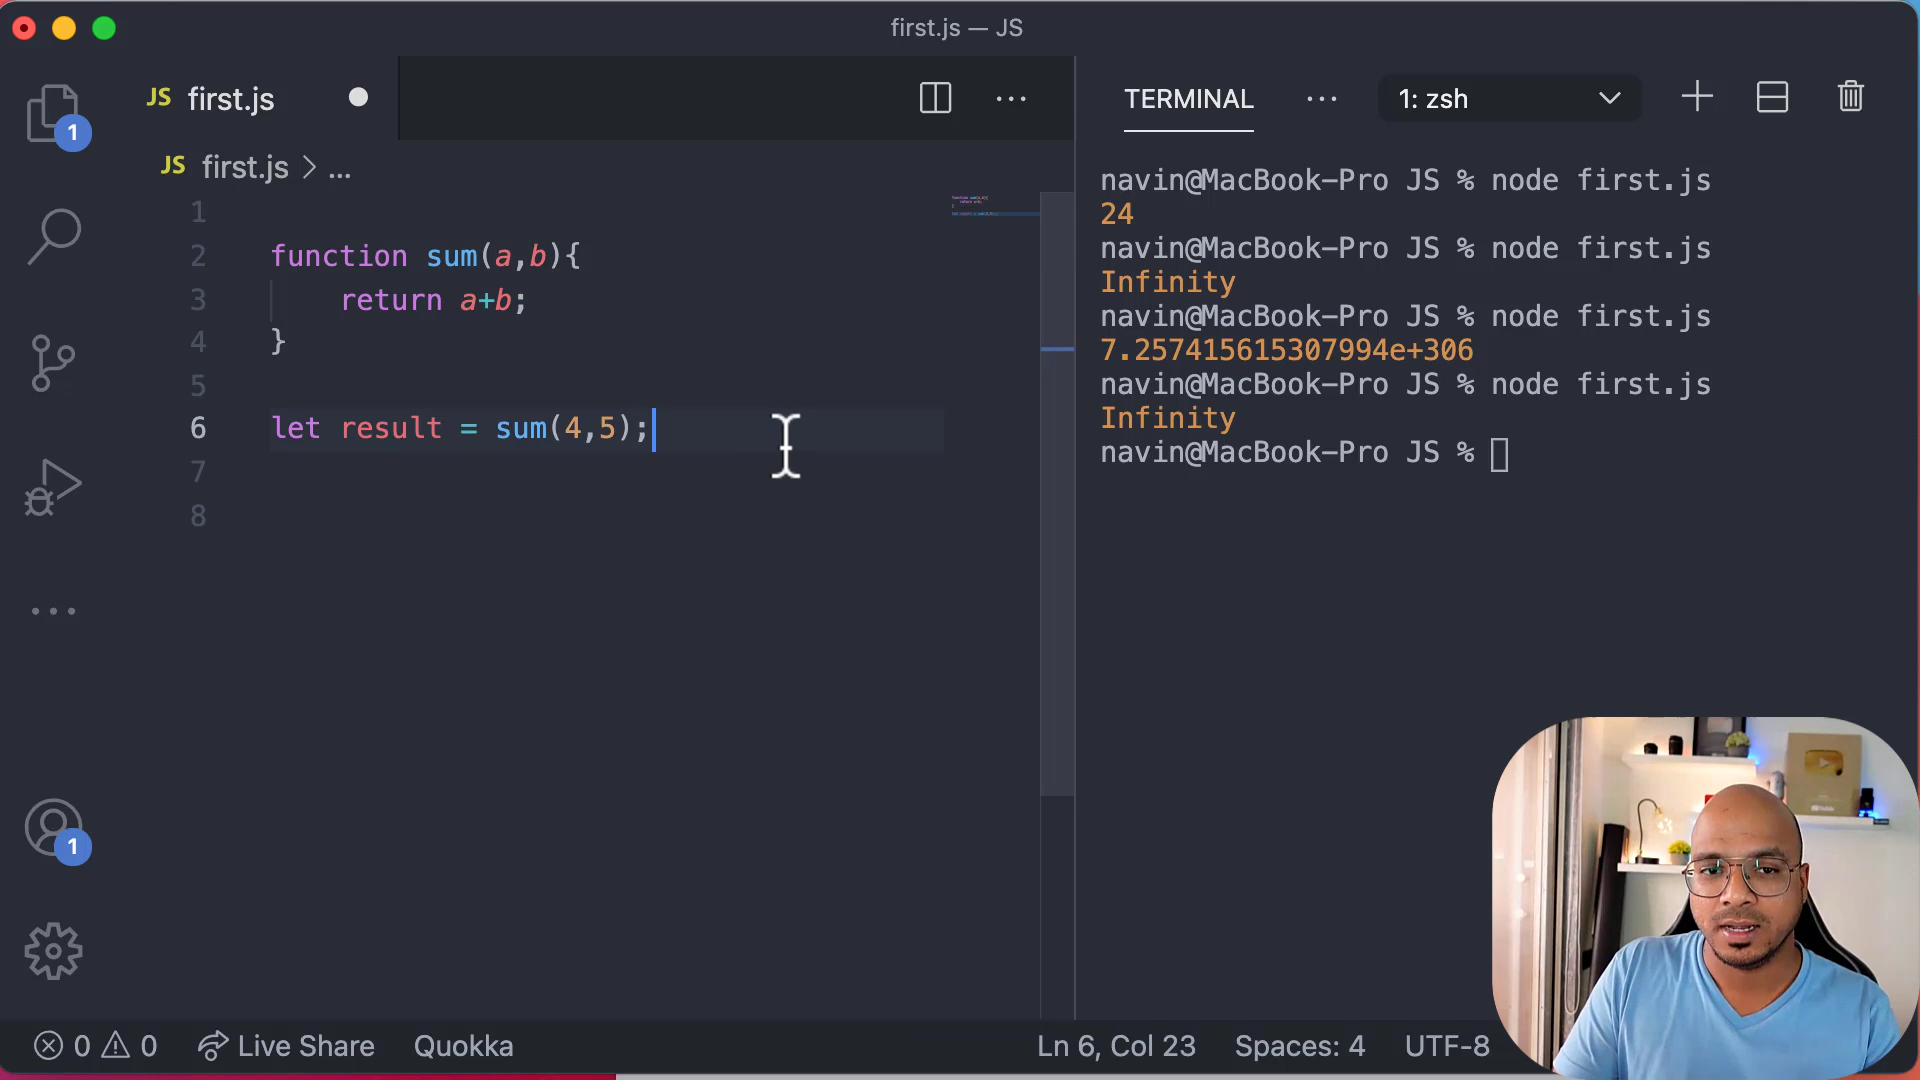 first.js — JS
JS first.js
JS first.js > ...
1
2 function sum(a,b){
3 return a+b;
4 }
5
6 let result = sum(4,5);
7
8
TERMINAL
1: zsh
navin@MacBook-Pro JS % node first.js
24
navin@MacBook-Pro JS % node first.js
Infinity
navin@MacBook-Pro JS % node first.js
7.257415615307994e+306
navin@MacBook-Pro JS % node first.js
Infinity
navin@MacBook-Pro JS %
1
1
0 0 Live Share Quokka
Ln 6, Col 23 Spaces: 4 UTF-8